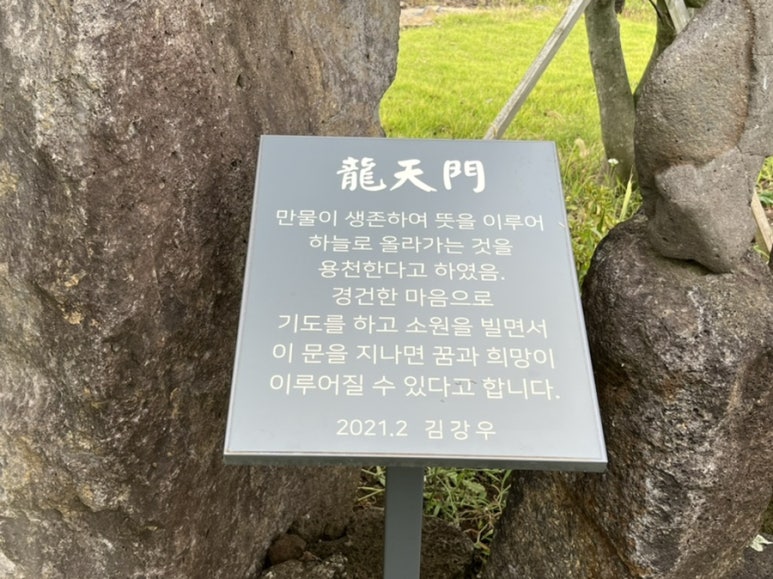 龍天門
만물이 생존하여 뜻을 이루어
하늘로 올라가는 것을
용천한다고 하였음.
경건한 마음으로
기도를 하고 소원을 빌면서
이 문을 지나면 꿈과 희망이
이루어질 수 있다고 합니다.
2021.2 김강우